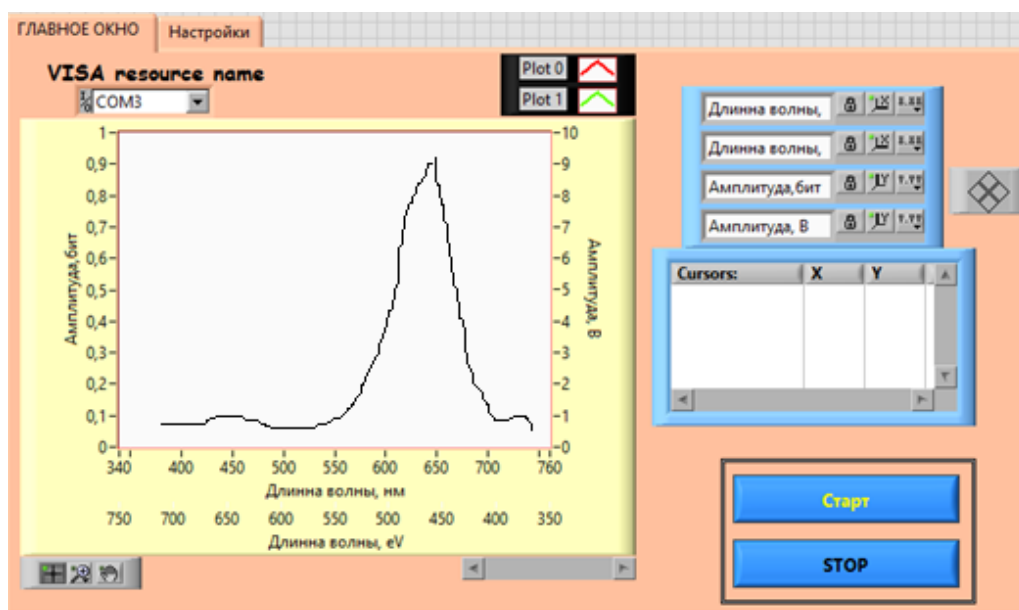 ГЛАВНОЕ ОКНО
Настройки
VISA resource name
COM3
Plot 0
Plot 1
1
0,9
0,8
0,7
0,6
0,5
0,4
0,3
0,2
0,1
0
Амплитуда,бит
10
9
8
7
6
5
4
3
2
1
0
Амплитуда, В
340 400 450 500 550 600 650 700 760
Длинна волны, нм
750 700 650 600 550 500 450 400 350
Длинна волны, eV
Длинна волны,
Длинна волны,
Амплитуда,бит
Амплитуда, В
Cursors: X Y
Старт
STOP